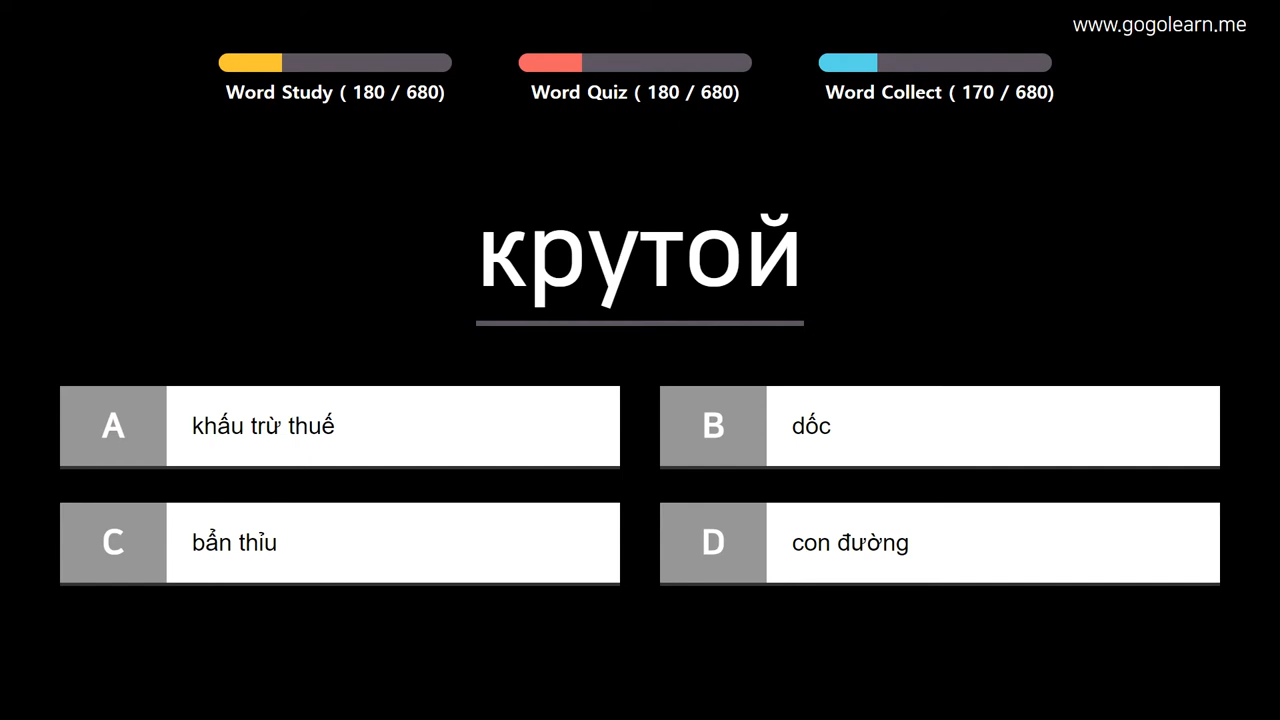 www.gogolearn.me
Word Study ( 180 / 680)
Word Quiz ( 180 / 680)
Word Collect ( 170 / 680)
крутой
A khấu trừ thuế
B dốc
C bẩn thỉu
D con đường